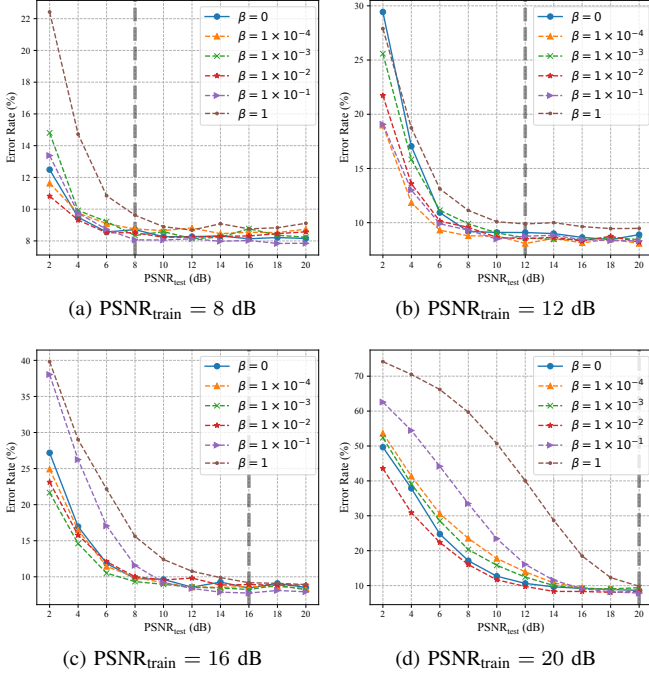 22
20
18
16
14
12
10
8
Error Rate (%)
2 4 6 8 10 12 14 16 18 20
PSNR_test (dB)
β = 0
β = 1 × 10⁻⁴
β = 1 × 10⁻³
β = 1 × 10⁻²
β = 1 × 10⁻¹
β = 1
(a) PSNR_train = 8 dB
30
25
20
15
10
Error Rate (%)
2 4 6 8 10 12 14 16 18 20
PSNR_test (dB)
β = 0
β = 1 × 10⁻⁴
β = 1 × 10⁻³
β = 1 × 10⁻²
β = 1 × 10⁻¹
β = 1
(b) PSNR_train = 12 dB
40
35
30
25
20
15
10
Error Rate (%)
2 4 6 8 10 12 14 16 18 20
PSNR_test (dB)
β = 0
β = 1 × 10⁻⁴
β = 1 × 10⁻³
β = 1 × 10⁻²
β = 1 × 10⁻¹
β = 1
(c) PSNR_train = 16 dB
70
60
50
40
30
20
10
Error Rate (%)
2 4 6 8 10 12 14 16 18 20
PSNR_test (dB)
β = 0
β = 1 × 10⁻⁴
β = 1 × 10⁻³
β = 1 × 10⁻²
β = 1 × 10⁻¹
β = 1
(d) PSNR_train = 20 dB